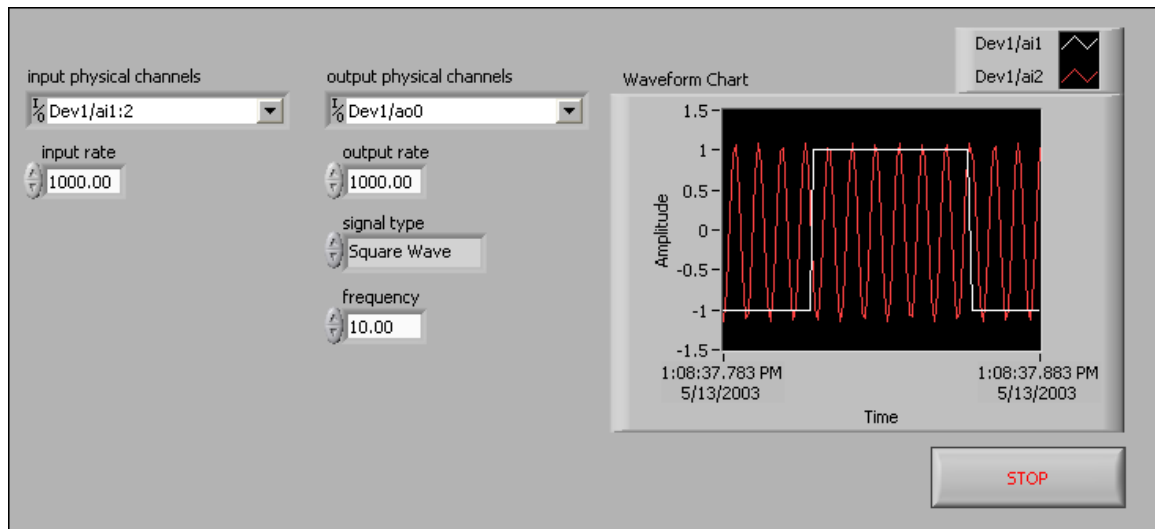 input physical channels
I/O Dev1/ai1:2
input rate
1000.00
output physical channels
I/O Dev1/ao0
output rate
1000.00
signal type
Square Wave
frequency
10.00
Waveform Chart
Dev1/ai1
Dev1/ai2
Amplitude
1.5
1
0.5
0
-0.5
-1
-1.5
1:08:37.783 PM
5/13/2003
1:08:37.883 PM
5/13/2003
Time
STOP